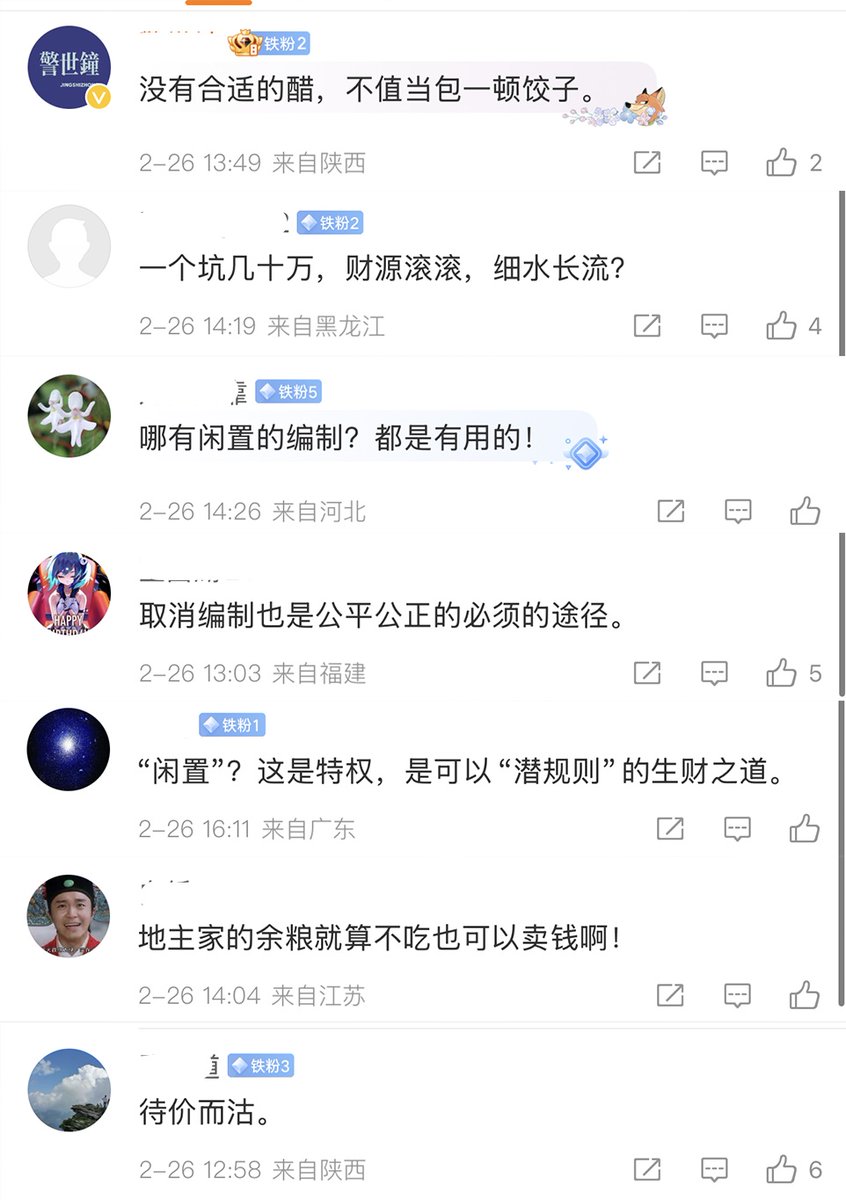 警世鐘
JINGSHIZHO
铁粉2
没有合适的醋，不值当包一顿饺子。
2-26 13:49 来自陕西
2
铁粉2
一个坑几十万，财源滚滚，细水长流？
2-26 14:19 来自黑龙江
4
铁粉5
哪有闲置的编制？都是有用的！
2-26 14:26 来自河北
HAPPY
取消编制也是公平公正的必须的途径。
2-26 13:03 来自福建
5
铁粉1
“闲置”？这是特权，是可以“潜规则”的生财之道。
2-26 16:11 来自广东
地主家的余粮就算不吃也可以卖钱啊！
2-26 14:04 来自江苏
铁粉3
待价而沽。
2-26 12:58 来自陕西
6